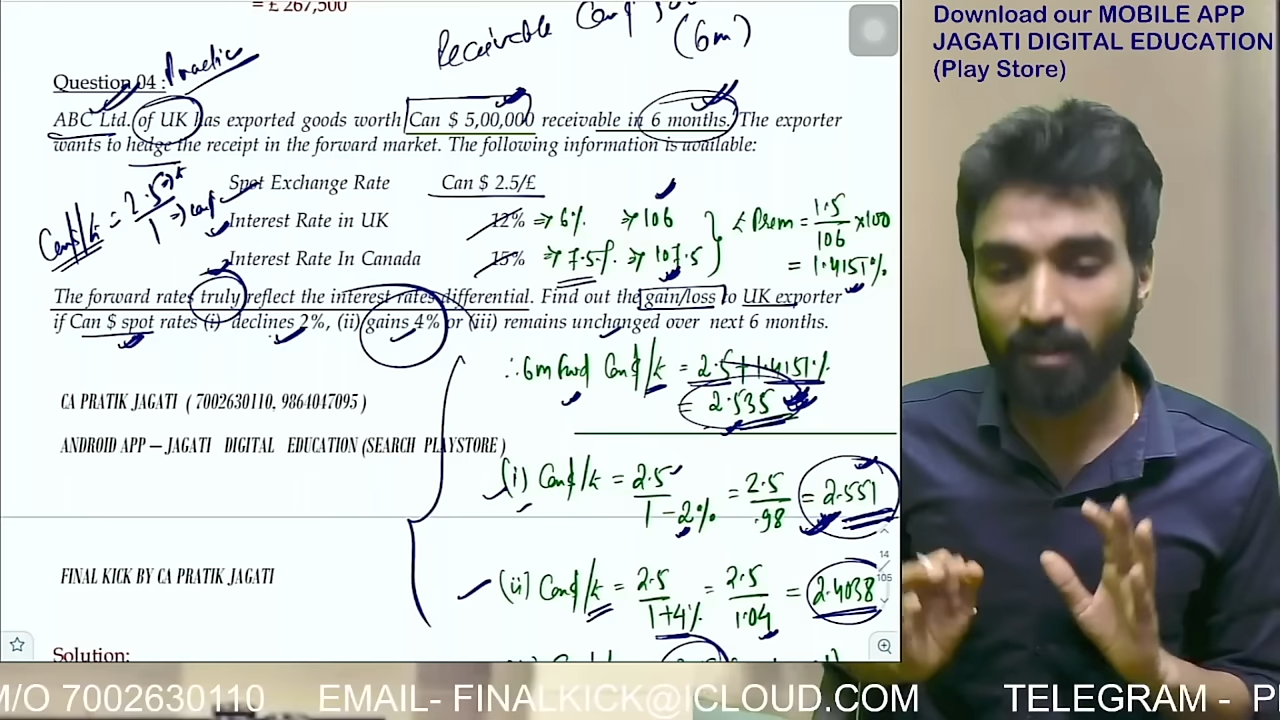 = £ 267,500
Receivable Can$
(6m)
Download our MOBILE APP
JAGATI DIGITAL EDUCATION
(Play Store)
Question 04 : Practice
ABC Ltd. of UK has exported goods worth Can $ 5,00,000 receivable in 6 months. The exporter
wants to hedge the receipt in the forward market. The following information is available:
Spot Exchange Rate Can $ 2.5/£
Interest Rate in UK 12% ⇒ 6% ⇒ 106
Interest Rate In Canada 15% ⇒ 7.5% ⇒ 107.5
£ Prem = 1.5/106 × 100
= 1.4151%
Can$/£ = 2.5/1
The forward rates truly reflect the interest rates differential. Find out the gain/loss to UK exporter
if Can $ spot rates (i) declines 2%, (ii) gains 4% or (iii) remains unchanged over next 6 months.
∴ 6m Fwd Can$/£ = 2.5 + 1.4151%
= 2.535
CA PRATIK JAGATI ( 7002630110, 9864047095 )
ANDROID APP – JAGATI DIGITAL EDUCATION (SEARCH PLAYSTORE )
(i) Can$/£ = 2.5/1 - 2% = 2.5/.98 = 2.551
14
105
FINAL KICK BY CA PRATIK JAGATI
(ii) Can$/£ = 2.5/1+4% = 2.5/1.04 = 2.4038
Solution:
M/O 7002630110 EMAIL- FINALKICK@ICLOUD.COM TELEGRAM -